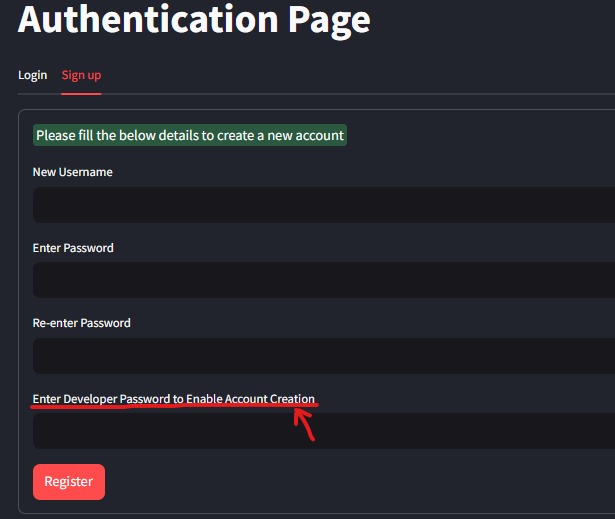 Authentication Page
Login Sign up
Please fill the below details to create a new account
New Username
Enter Password
Re-enter Password
Enter Developer Password to Enable Account Creation
Register